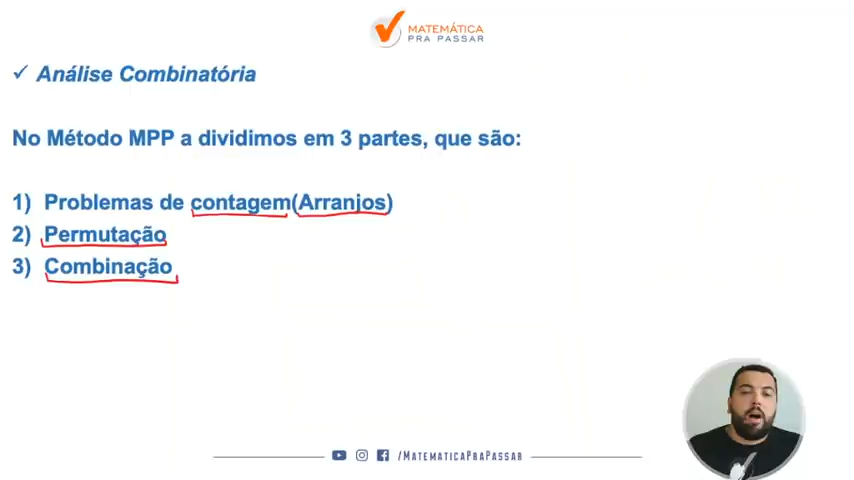 MATEMÁTICA
PRA PASSAR
✓ Análise Combinatória
No Método MPP a dividimos em 3 partes, que são:
1) Problemas de contagem(Arranjos)
2) Permutação
3) Combinação
/MatematicaPraPassar